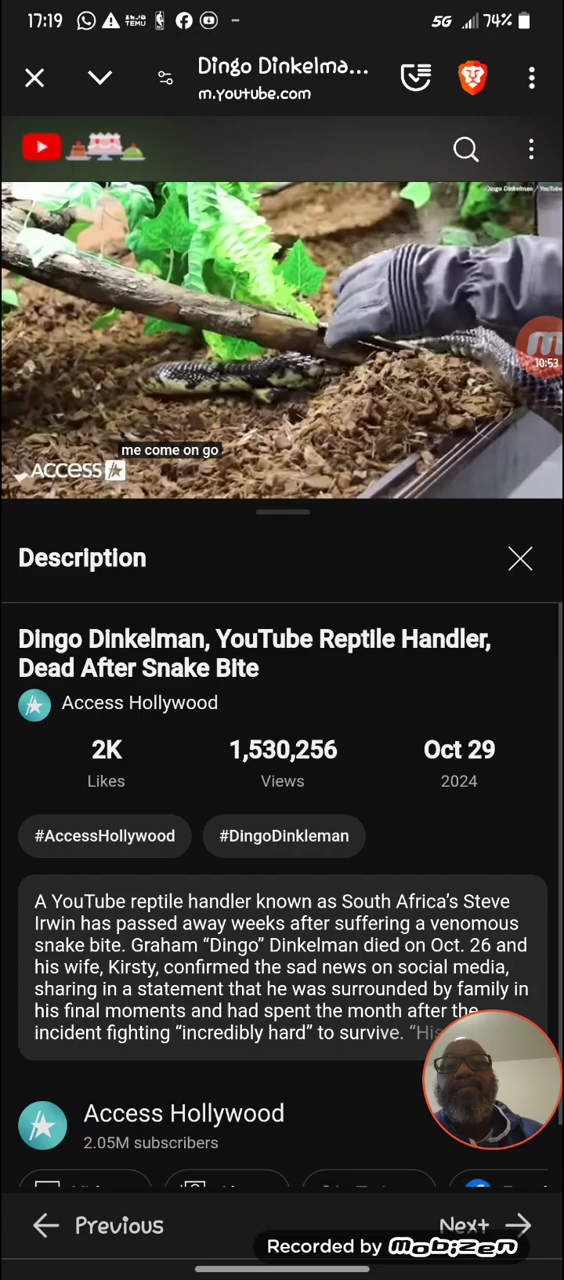 17:19
TEMU
5G
74%
Dingo Dinkelma...
m.youtube.com
Dingo Dinkelman / YouTube
10:53
me come on go
ACCESS
Description
Dingo Dinkelman, YouTube Reptile Handler,
Dead After Snake Bite
Access Hollywood
2K
1,530,256
Oct 29
Likes
Views
2024
#AccessHollywood
#DingoDinkleman
A YouTube reptile handler known as South Africa's Steve
Irwin has passed away weeks after suffering a venomous
snake bite. Graham “Dingo” Dinkelman died on Oct. 26 and
his wife, Kirsty, confirmed the sad news on social media,
sharing in a statement that he was surrounded by family in
his final moments and had spent the month after the
incident fighting “incredibly hard” to survive. “His
Access Hollywood
2.05M subscribers
Previous
Next
Recorded by mobizen